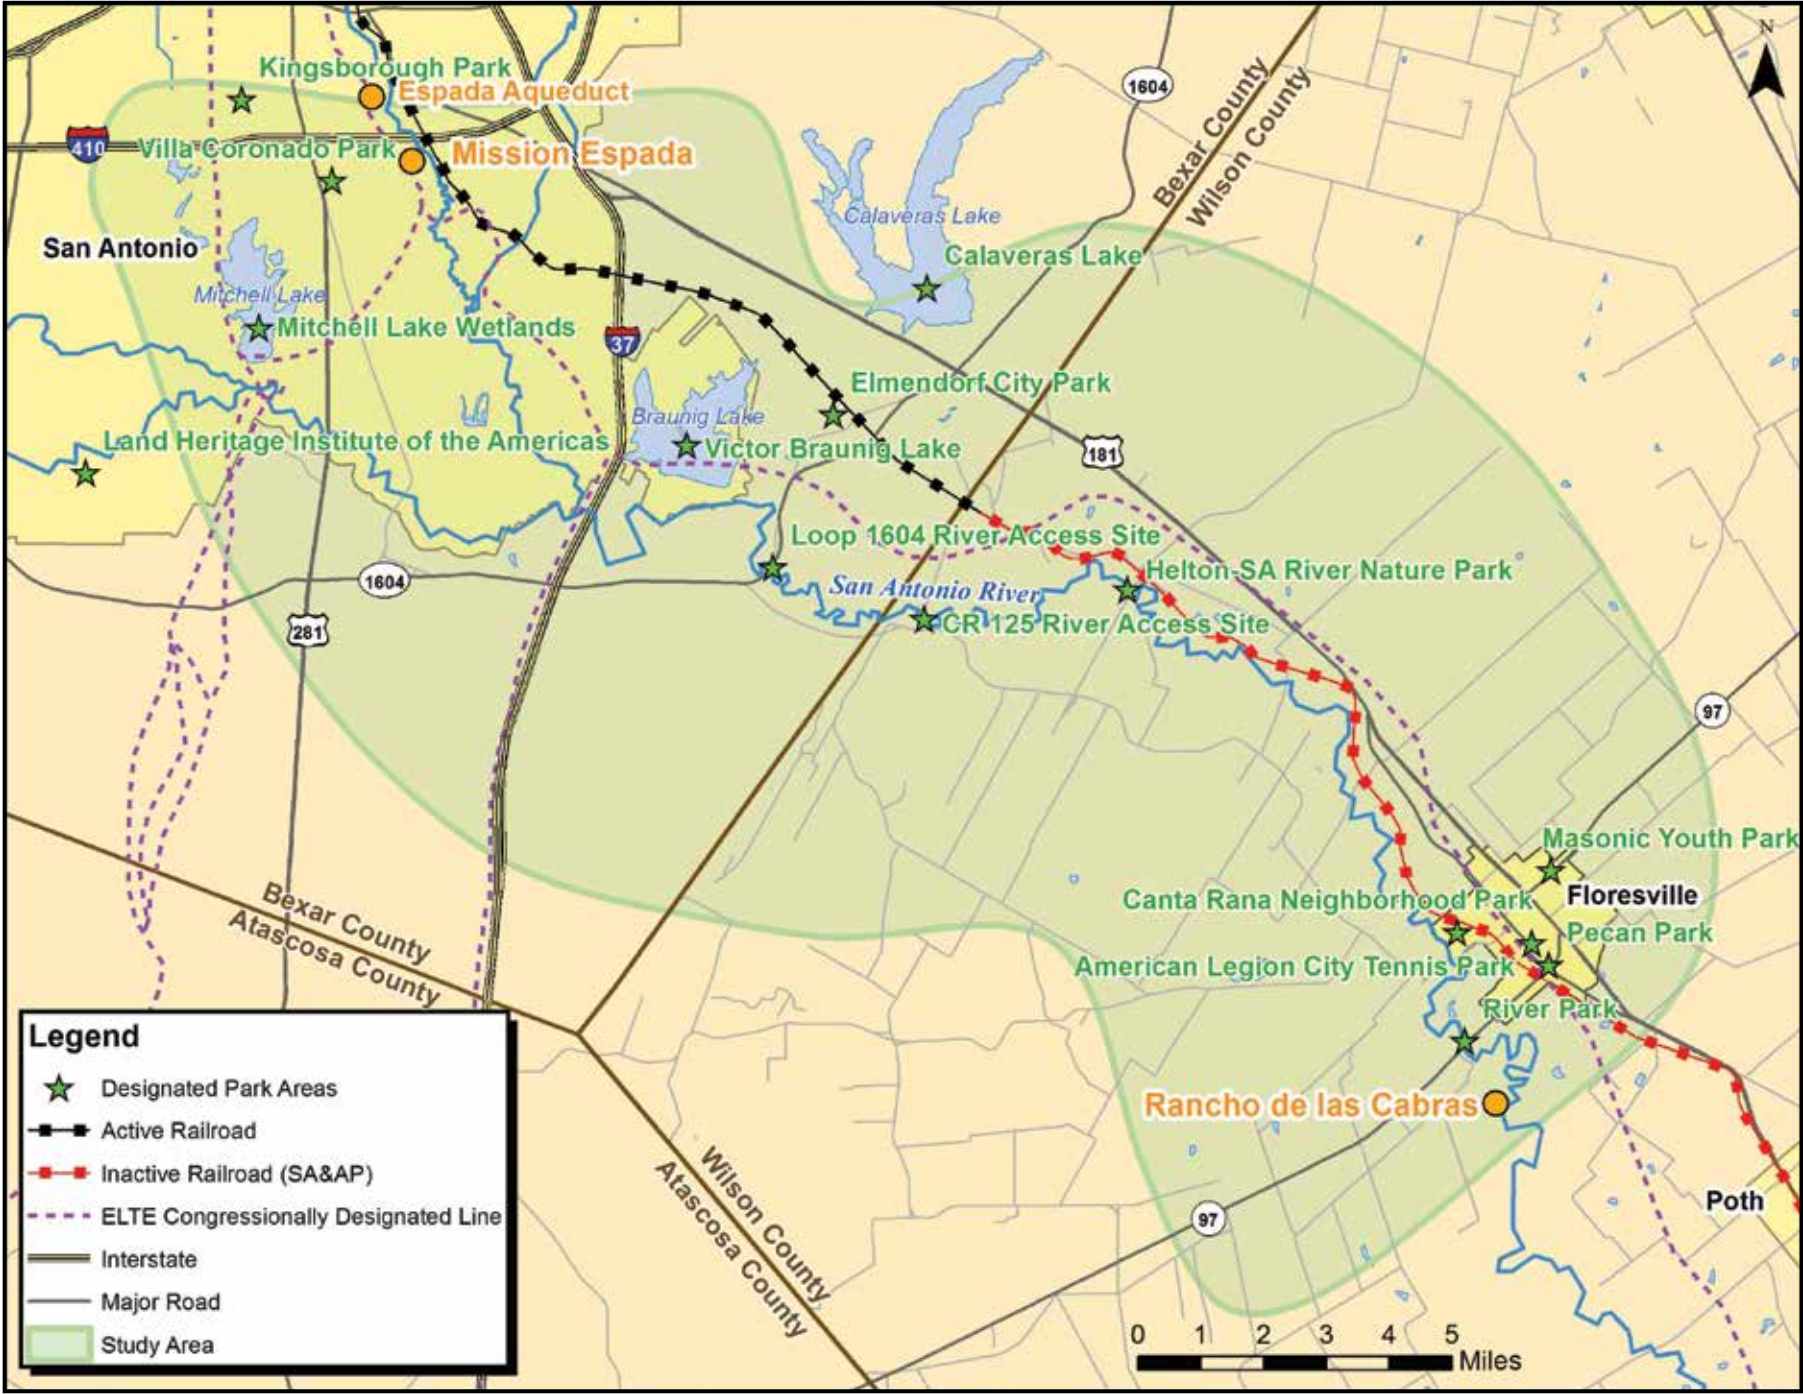 N
Kingsborough Park
Espada Aqueduct
1604
Bexar County
Wilson County
410
Villa Coronado Park
Mission Espada
Calaveras Lake
San Antonio
Calaveras Lake
Mitchell Lake
Mitchell Lake Wetlands
37
Elmendorf City Park
Braunig Lake
Land Heritage Institute of the Americas
Victor Braunig Lake
181
Loop 1604 River Access Site
1604
San Antonio River
Helton-SA River Nature Park
281
CR 125 River Access Site
97
Masonic Youth Park
Bexar County
Atascosa County
Canta Rana Neighborhood Park
Floresville
Pecan Park
American Legion City Tennis Park
River Park
Rancho de las Cabras
Wilson County
Atascosa County
Poth
97
Legend
Designated Park Areas
Active Railroad
Inactive Railroad (SA&AP)
ELTE Congressionally Designated Line
Interstate
Major Road
Study Area
0 1 2 3 4 5
Miles